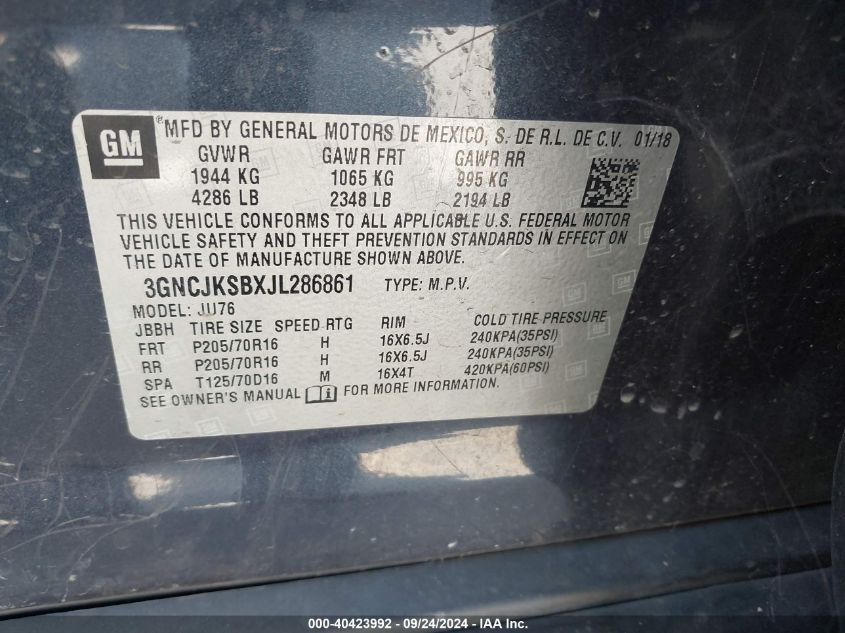 GM
® MFD BY GENERAL MOTORS DE MEXICO, S. DE R.L. DE C.V. 01/18
GVWR GAWR FRT GAWR RR
1944 KG 1065 KG 995 KG
4286 LB 2348 LB 2194 LB
THIS VEHICLE CONFORMS TO ALL APPLICABLE U.S. FEDERAL MOTOR
VEHICLE SAFETY AND THEFT PREVENTION STANDARDS IN EFFECT ON
THE DATE OF MANUFACTURE SHOWN ABOVE.
3GNCJKSBXJL286861 TYPE: M.P.V.
MODEL: JU76
JBBH TIRE SIZE SPEED RTG RIM COLD TIRE PRESSURE
FRT P205/70R16 H 16X6.5J 240KPA(35PSI)
RR P205/70R16 H 16X6.5J 240KPA(35PSI)
SPA T125/70D16 M 16X4T 420KPA(60PSI)
SEE OWNER'S MANUAL i FOR MORE INFORMATION.
000-40423992 - 09/24/2024 - IAA Inc.